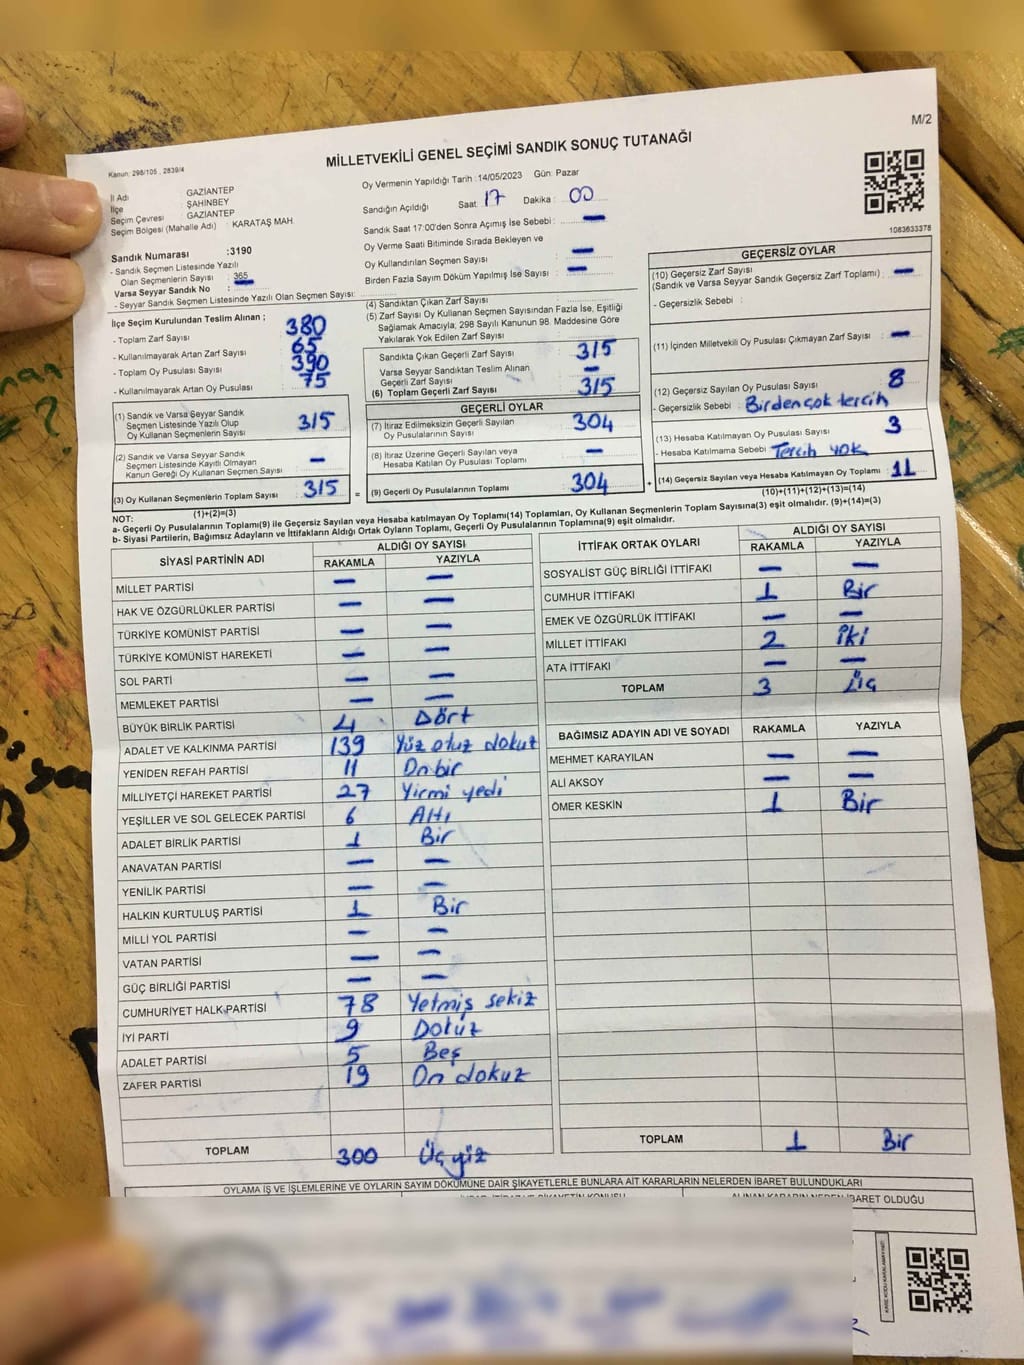 M/2
MİLLETVEKİLİ GENEL SEÇİMİ SANDIK SONUÇ TUTANAĞI
Kanun: 298/105 , 2839/4
İl Adı GAZİANTEP
İlçe ŞAHİNBEY
Seçim Çevresi GAZİANTEP
Seçim Bölgesi (Mahalle Adı) : KARATAŞ MAH
Sandık Numarası :3190
- Sandık Seçmen Listesinde Yazılı
Olan Seçmenlerin Sayısı : 365
Varsa Seyyar Sandık No :
- Seyyar Sandık Seçmen Listesinde Yazılı Olan Seçmen Sayısı:
Oy Vermenin Yapıldığı Tarih : 14/05/2023 Gün: Pazar
Sandığın Açıldığı Saat: 17 Dakika : 00
Sandık Saat 17:00'den Sonra Açımış İse Sebebi : —
Oy Verme Saati Bitiminde Sırada Bekleyen ve
Oy Kullandırılan Seçmen Sayısı : —
Birden Fazla Sayım Döküm Yapılmış İse Sayısı : —
1083633378
İlçe Seçim Kurulundan Teslim Alınan ;
- Toplam Zarf Sayısı : 380
- Kullanılmayarak Artan Zarf Sayısı : 65
- Toplam Oy Pusulası Sayısı : 390
- Kullanılmayarak Artan Oy Pusulası : 75
(1) Sandık ve Varsa Seyyar Sandık
Seçmen Listesinde Yazılı Olup
Oy Kullanan Seçmenlerin Sayısı 315
(2) Sandık ve Varsa Seyyar Sandık
Seçmen Listesinde Kayıtlı Olmayan
Kanun Gereği Oy Kullanan Seçmen Sayısı : —
(3) Oy Kullanan Seçmenlerin Toplam Sayısı 315
(1)+(2)=(3)
(4) Sandıktan Çıkan Zarf Sayısı :
(5) Zarf Sayısı Oy Kullanan Seçmen Sayısından Fazla İse, Eşitliği
Sağlamak Amacıyla; 298 Sayılı Kanunun 98. Maddesine Göre
Yakılarak Yok Edilen Zarf Sayısı :
Sandıkta Çıkan Geçerli Zarf Sayısı : 315
Varsa Seyyar Sandıktan Teslim Alınan
Geçerli Zarf Sayısı : —
(6) Toplam Geçerli Zarf Sayısı : 315
GEÇERLİ OYLAR
(7) İtiraz Edilmeksizin Geçerli Sayılan
Oy Pusulalarının Sayısı : 304
(8) İtiraz Üzerine Geçerli Sayılan veya
Hesaba Katılan Oy Pusulası Toplamı : —
= (9) Geçerli Oy Pusulalarının Toplamı : 304 +
GEÇERSİZ OYLAR
(10) Geçersiz Zarf Sayısı
(Sandık ve Varsa Seyyar Sandık Geçersiz Zarf Toplamı) : —
- Geçersizlik Sebebi :
(11) İçinden Milletvekili Oy Pusulası Çıkmayan Zarf Sayısı : —
(12) Geçersiz Sayılan Oy Pusulası Sayısı : 8
- Geçersizlik Sebebi : Birden çok tercih
(13) Hesaba Katılmayan Oy Pusulası Sayısı : 3
- Hesaba Katılmama Sebebi : Tercih yok
(14) Geçersiz Sayılan veya Hesaba Katılmayan Oy Toplamı : 11
(10)+(11)+(12)+(13)=(14)
NOT:
a- Geçerli Oy Pusulalarının Toplamı(9) ile Geçersiz Sayılan veya Hesaba katılmayan Oy Toplamı(14) Toplamları, Oy Kullanan Seçmenlerin Toplam Sayısına(3) eşit olmalıdır. (9)+(14)=(3)
b- Siyasi Partilerin, Bağımsız Adayların ve İttifakların Aldığı Ortak Oyların Toplamı, Geçerli Oy Pusulalarının Toplamına(9) eşit olmalıdır.
SİYASİ PARTİNİN ADI ALDIĞI OY SAYISI
RAKAMLA YAZIYLA
MİLLET PARTİSİ — —
HAK VE ÖZGÜRLÜKLER PARTİSİ — —
TÜRKİYE KOMÜNİST PARTİSİ — —
TÜRKİYE KOMÜNİST HAREKETİ — —
SOL PARTİ — —
MEMLEKET PARTİSİ — —
BÜYÜK BİRLİK PARTİSİ 4 Dört
ADALET VE KALKINMA PARTİSİ 139 Yüz otuz dokuz
YENİDEN REFAH PARTİSİ 11 On bir
MİLLİYETÇİ HAREKET PARTİSİ 27 Yirmi yedi
YEŞİLLER VE SOL GELECEK PARTİSİ 6 Altı
ADALET BİRLİK PARTİSİ 1 Bir
ANAVATAN PARTİSİ — —
YENİLİK PARTİSİ — —
HALKIN KURTULUŞ PARTİSİ 1 Bir
MİLLİ YOL PARTİSİ — —
VATAN PARTİSİ — —
GÜÇ BİRLİĞİ PARTİSİ — —
CUMHURİYET HALK PARTİSİ 78 Yetmiş sekiz
İYİ PARTİ 9 Dokuz
ADALET PARTİSİ 5 Beş
ZAFER PARTİSİ 19 On dokuz
TOPLAM 300 Üç yüz
İTTİFAK ORTAK OYLARI ALDIĞI OY SAYISI
RAKAMLA YAZIYLA
SOSYALİST GÜÇ BİRLİĞİ İTTİFAKI — —
CUMHUR İTTİFAKI 1 Bir
EMEK VE ÖZGÜRLÜK İTTİFAKI — —
MİLLET İTTİFAKI 2 İki
ATA İTTİFAKI — —
TOPLAM 3 Üç
BAĞIMSIZ ADAYIN ADI VE SOYADI RAKAMLA YAZIYLA
MEHMET KARAYILAN — —
ALİ AKSOY — —
ÖMER KESKİN 1 Bir
TOPLAM 1 Bir
OYLAMA İŞ VE İŞLEMLERİNE VE OYLARIN SAYIM DÖKÜMÜNE DAİR ŞİKAYETLERLE BUNLARA AİT KARARLARIN NELERDEN İBARET BULUNDUKLARI